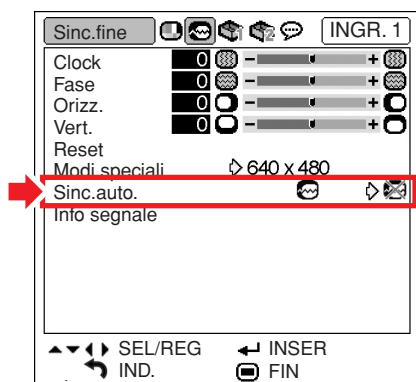 Sinc.fine INGR. 1
Clock 0 - +
Fase 0 - +
Orizz. 0 - +
Vert. 0 - +
Reset
Modi speciali 640 x 480
Sinc.auto.
Info segnale
SEL/REG INSER
IND. FIN